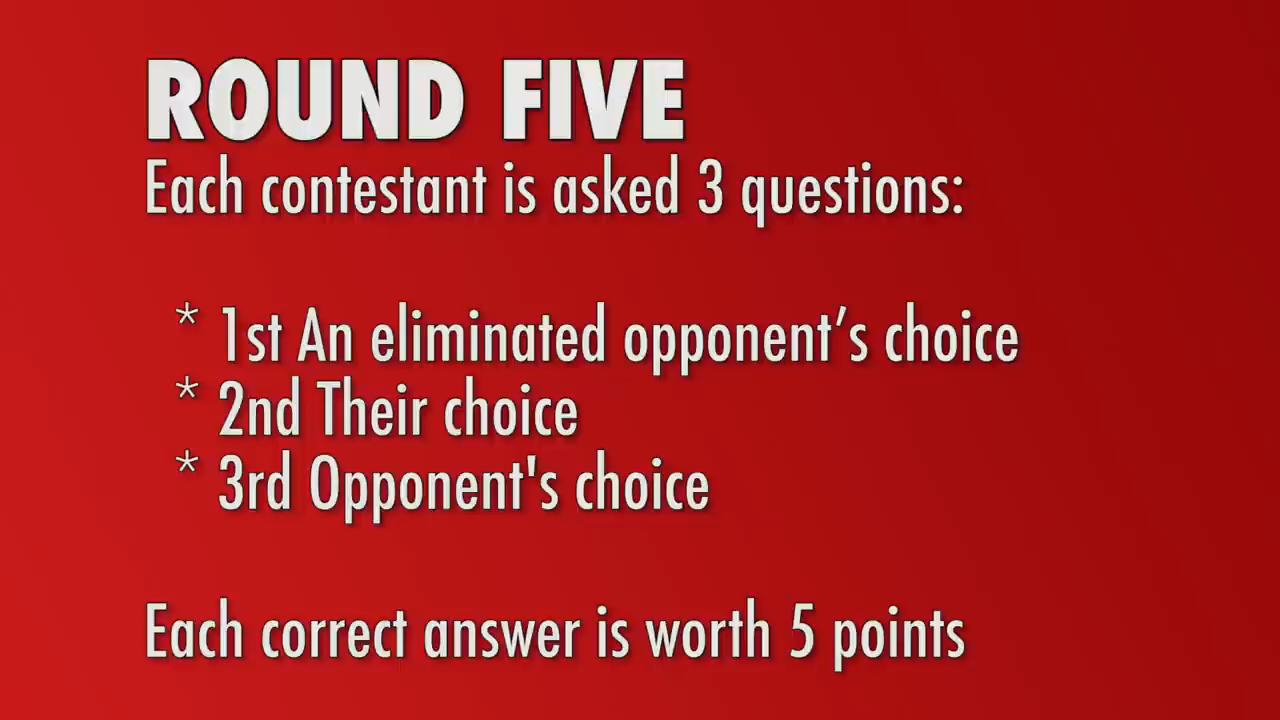 ROUND FIVE
Each contestant is asked 3 questions:
* 1st An eliminated opponent’s choice
* 2nd Their choice
* 3rd Opponent's choice
Each correct answer is worth 5 points